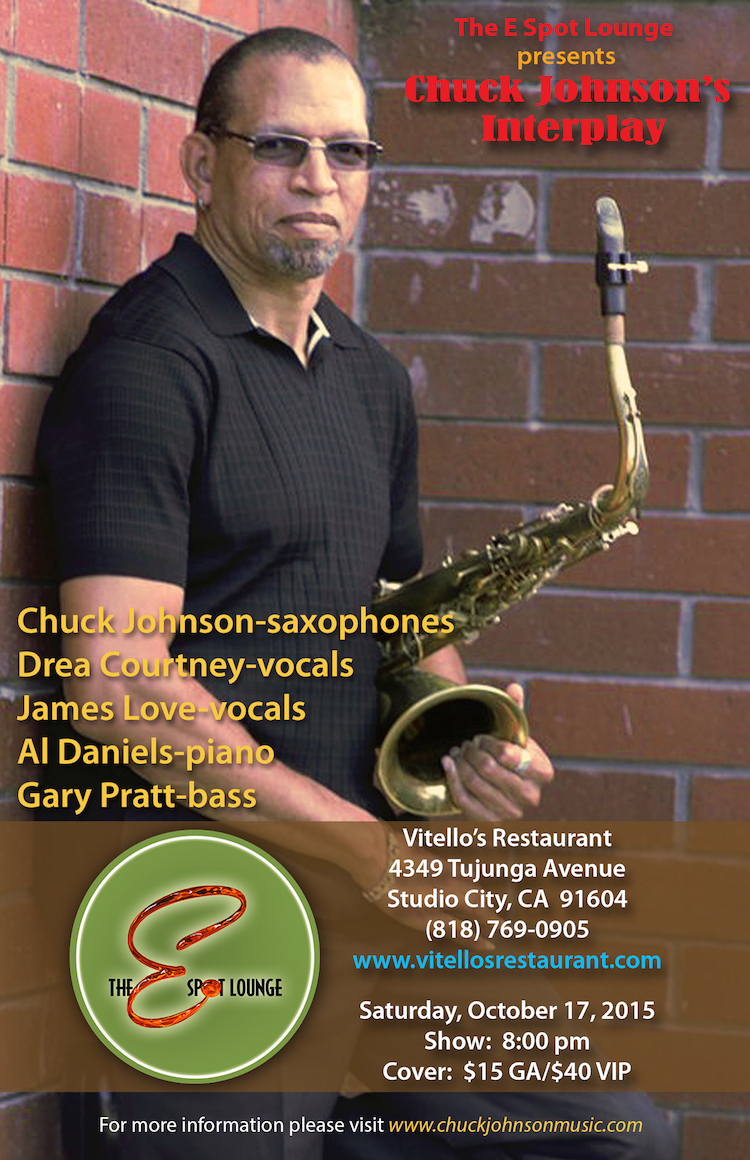 The E Spot Lounge
presents
Chuck Johnson's
Interplay
Chuck Johnson-saxophones
Drea Courtney-vocals
James Love-vocals
Al Daniels-piano
Gary Pratt-bass
THE E SPOT LOUNGE
Vitello's Restaurant
4349 Tujunga Avenue
Studio City, CA  91604
(818) 769-0905
www.vitellosrestaurant.com
Saturday, October 17, 2015
Show:  8:00 pm
Cover:  $15 GA/$40 VIP
For more information please visit www.chuckjohnsonmusic.com